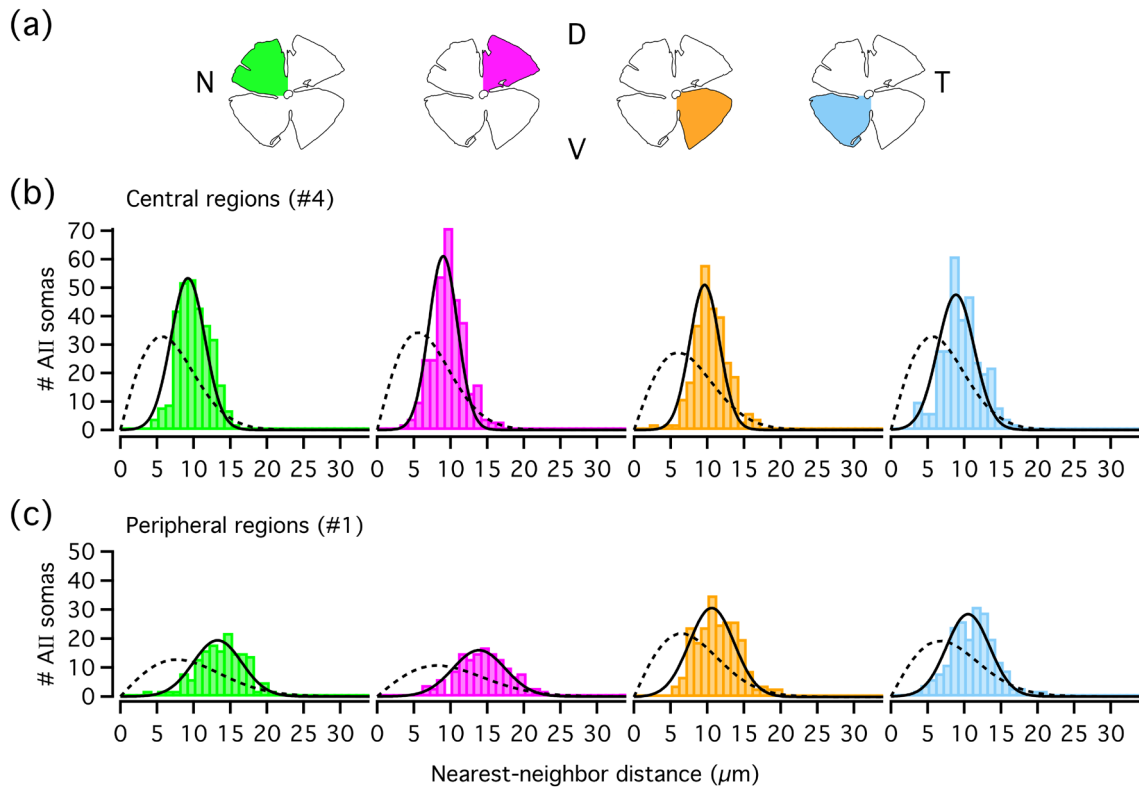 (a)
D
N
T
V
(b)
Central regions (#4)
# AII somas
70
60
50
40
30
20
10
0
0 5 10 15 20 25 30 0 5 10 15 20 25 30 0 5 10 15 20 25 30 0 5 10 15 20 25 30
(c)
Peripheral regions (#1)
# AII somas
50
40
30
20
10
0
0 5 10 15 20 25 30 0 5 10 15 20 25 30 0 5 10 15 20 25 30 0 5 10 15 20 25 30
Nearest-neighbor distance (µm)